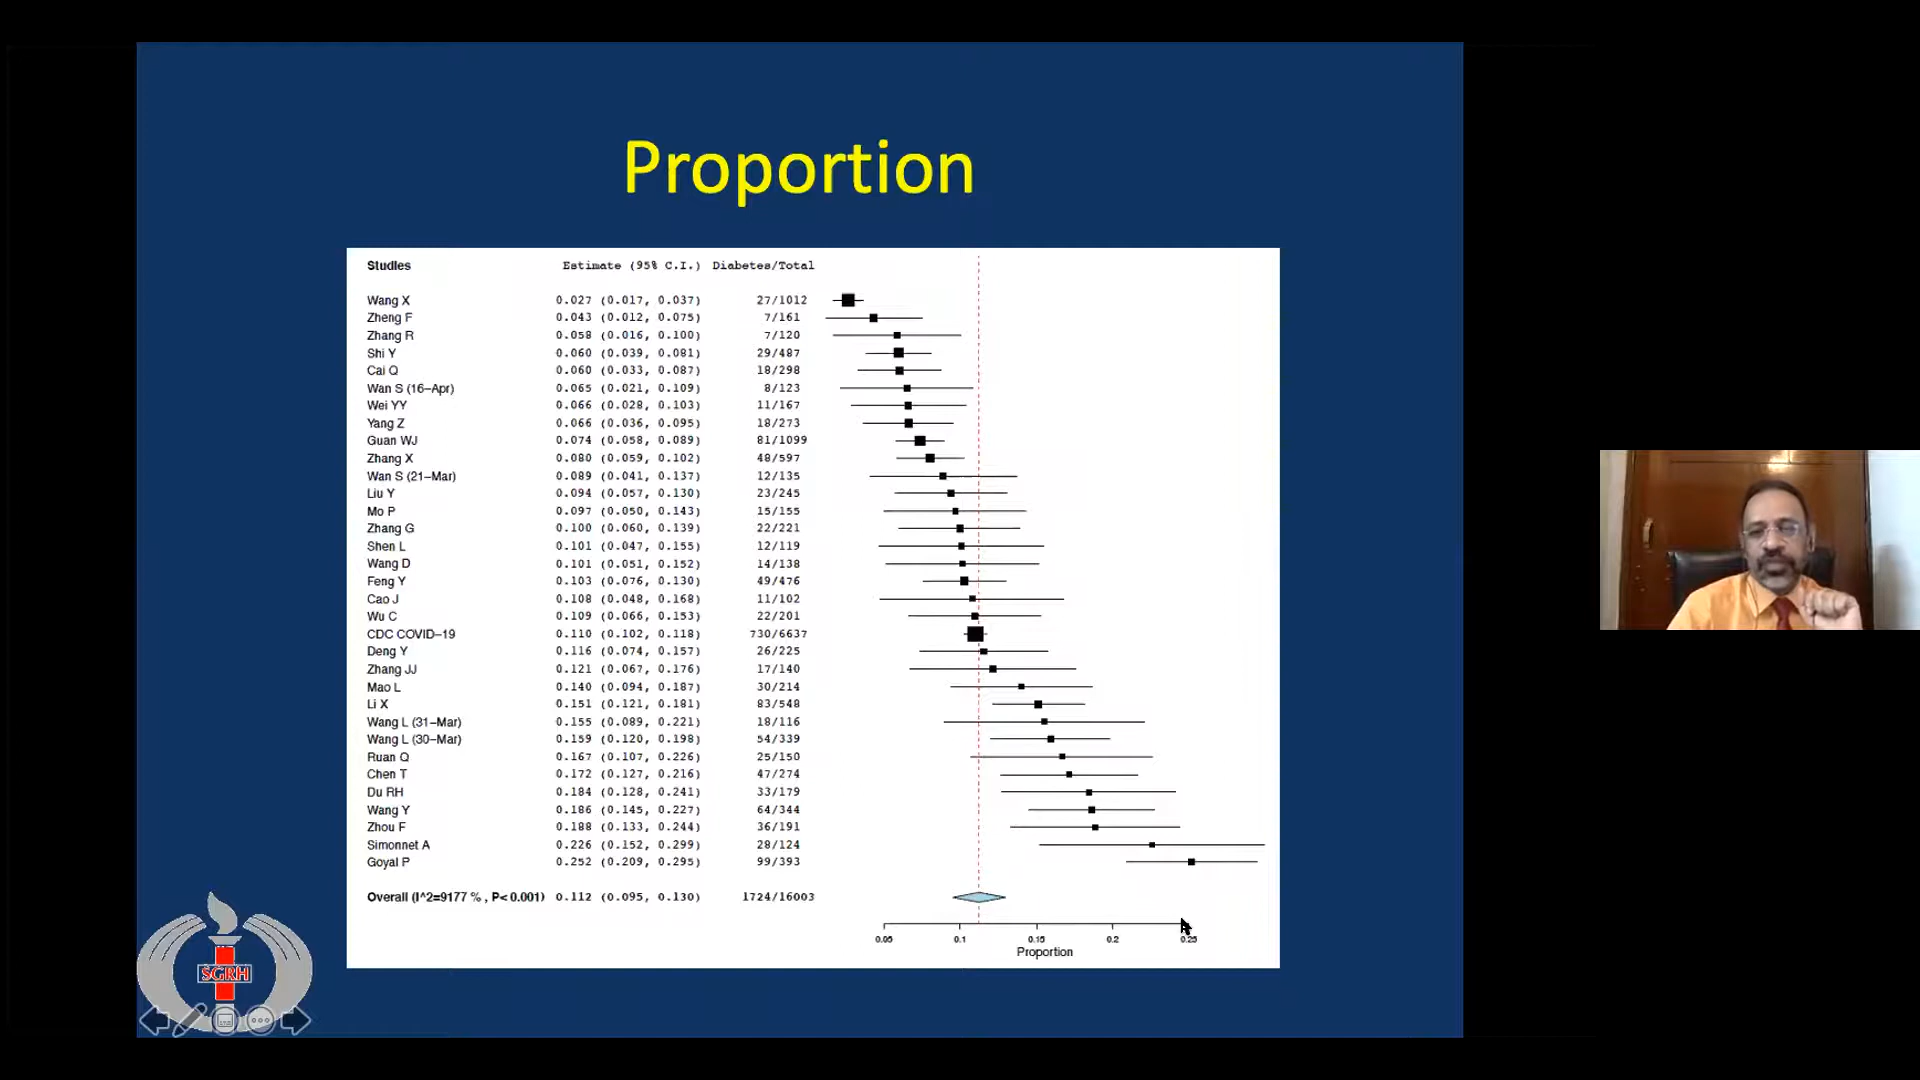 Proportion
Studies Estimate (95% C.I.) Diabetes/Total
Wang X 0.027 (0.017, 0.037) 27/1012
Zheng F 0.043 (0.012, 0.075) 7/161
Zhang R 0.058 (0.016, 0.100) 7/120
Shi Y 0.060 (0.039, 0.081) 29/487
Cai Q 0.060 (0.033, 0.087) 18/298
Wan S (16-Apr) 0.065 (0.021, 0.109) 8/123
Wei YY 0.066 (0.028, 0.103) 11/167
Yang Z 0.066 (0.036, 0.095) 18/273
Guan WJ 0.074 (0.058, 0.089) 81/1099
Zhang X 0.080 (0.059, 0.102) 48/597
Wan S (21-Mar) 0.089 (0.041, 0.137) 12/135
Liu Y 0.094 (0.057, 0.130) 23/245
Mo P 0.097 (0.050, 0.143) 15/155
Zhang G 0.100 (0.060, 0.139) 22/221
Shen L 0.101 (0.047, 0.155) 12/119
Wang D 0.101 (0.051, 0.152) 14/138
Feng Y 0.103 (0.076, 0.130) 49/476
Cao J 0.108 (0.048, 0.168) 11/102
Wu C 0.109 (0.066, 0.153) 22/201
CDC COVID-19 0.110 (0.102, 0.118) 730/6637
Deng Y 0.116 (0.074, 0.157) 26/225
Zhang JJ 0.121 (0.067, 0.176) 17/140
Mao L 0.140 (0.094, 0.187) 30/214
Li X 0.151 (0.121, 0.181) 83/548
Wang L (31-Mar) 0.155 (0.089, 0.221) 18/116
Wang L (30-Mar) 0.159 (0.120, 0.198) 54/339
Ruan Q 0.167 (0.107, 0.226) 25/150
Chen T 0.172 (0.127, 0.216) 47/274
Du RH 0.184 (0.128, 0.241) 33/179
Wang Y 0.186 (0.145, 0.227) 64/344
Zhou F 0.188 (0.133, 0.244) 36/191
Simonnet A 0.226 (0.152, 0.299) 28/124
Goyal P 0.252 (0.209, 0.295) 99/393
Overall (I^2=9177 % , P< 0.001) 0.112 (0.095, 0.130) 1724/16003
0.05 0.1 0.15 0.2 0.25
Proportion
SGRH